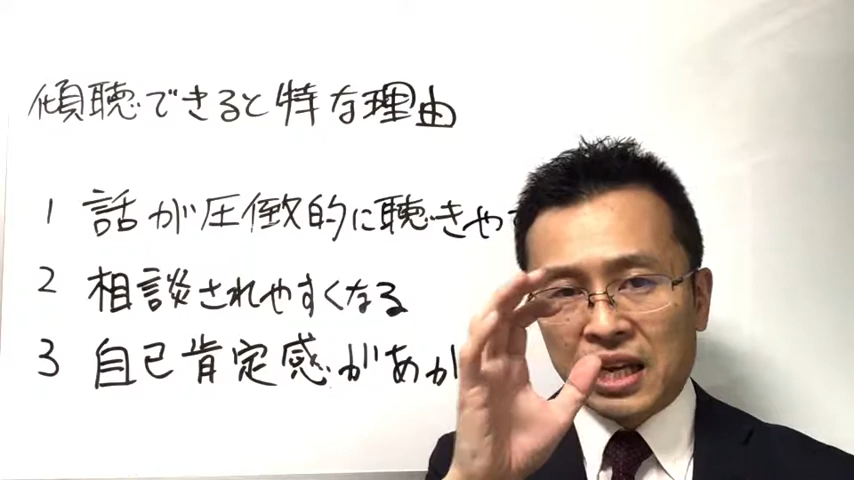 傾聴できると特な理由
1 話が圧倒的に聴きや
2 相談されやすくなる
3 自己肯定感があが